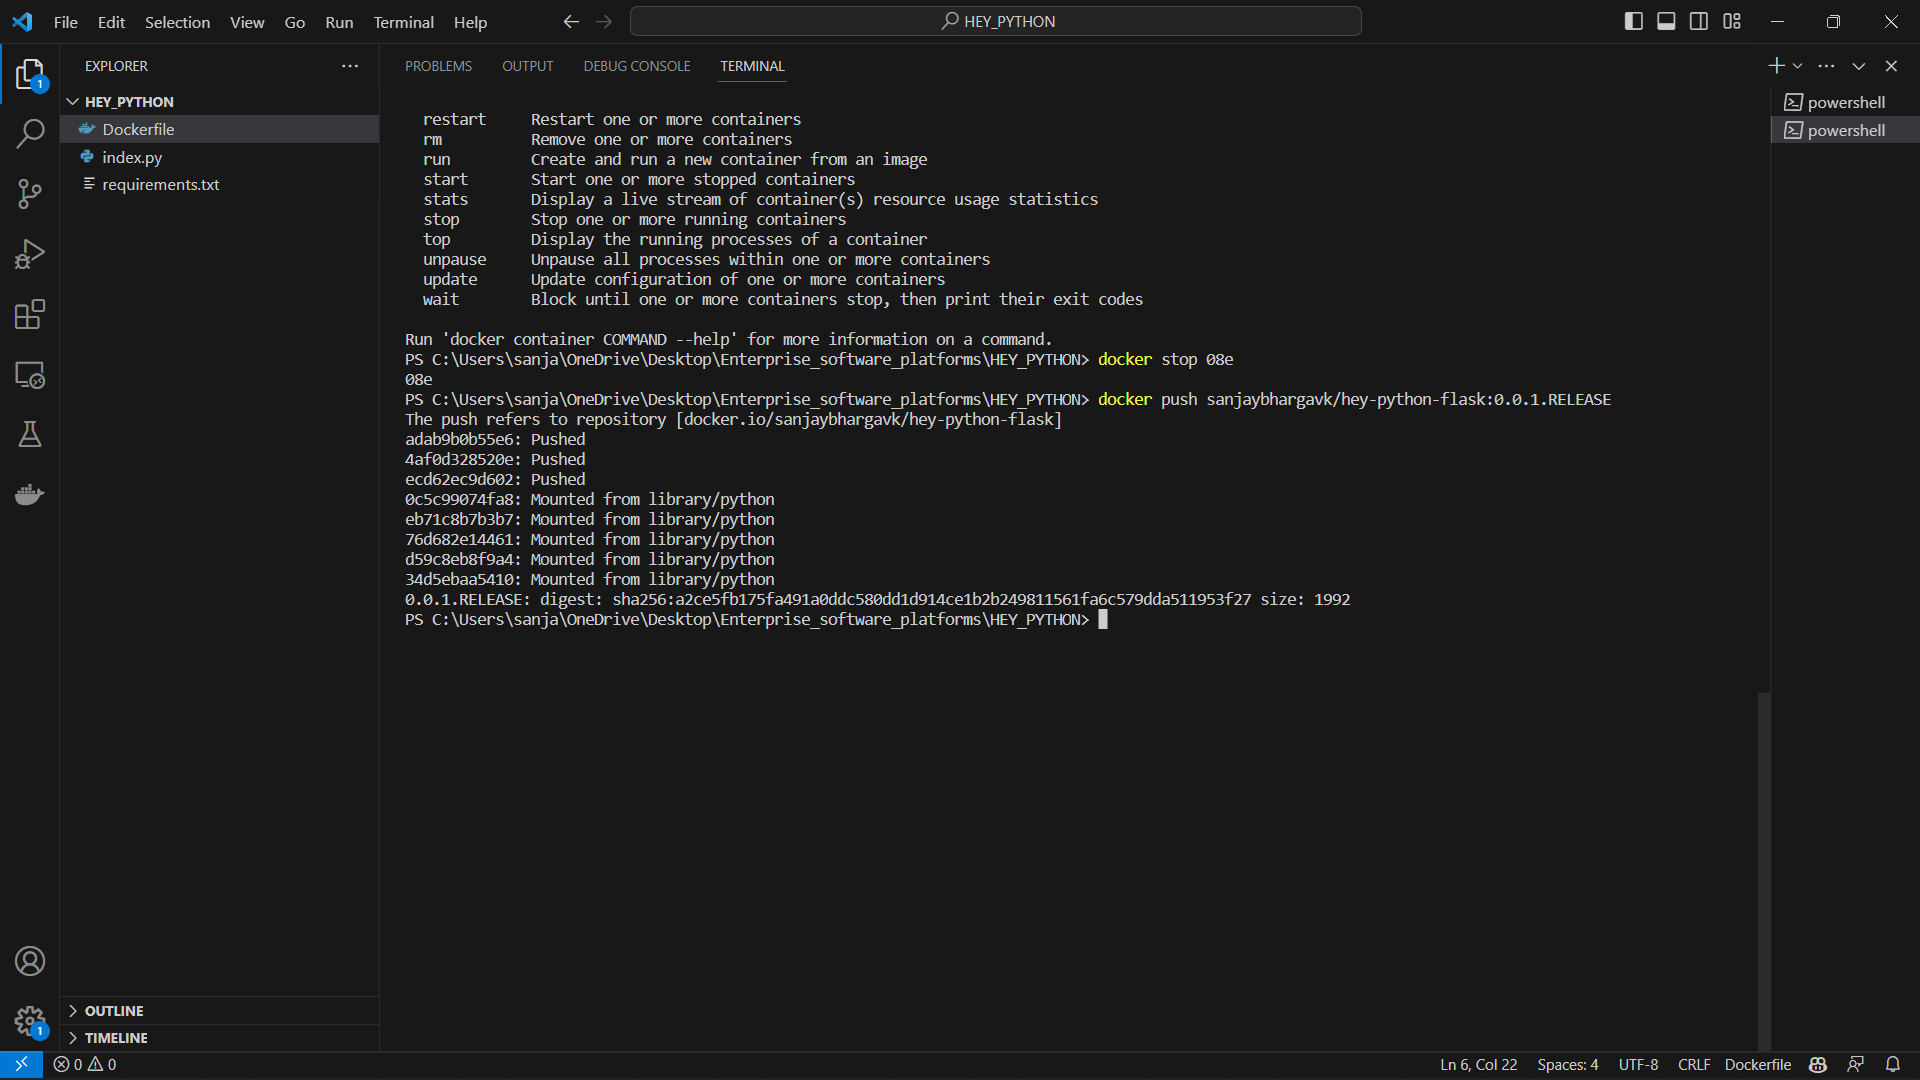 File Edit Selection View Go Run Terminal Help
HEY_PYTHON
EXPLORER
HEY_PYTHON
Dockerfile
index.py
requirements.txt
OUTLINE
TIMELINE
PROBLEMS OUTPUT DEBUG CONSOLE TERMINAL
restart Restart one or more containers
rm Remove one or more containers
run Create and run a new container from an image
start Start one or more stopped containers
stats Display a live stream of container(s) resource usage statistics
stop Stop one or more running containers
top Display the running processes of a container
unpause Unpause all processes within one or more containers
update Update configuration of one or more containers
wait Block until one or more containers stop, then print their exit codes
Run 'docker container COMMAND --help' for more information on a command.
PS C:\Users\sanja\OneDrive\Desktop\Enterprise_software_platforms\HEY_PYTHON> docker stop 08e
08e
PS C:\Users\sanja\OneDrive\Desktop\Enterprise_software_platforms\HEY_PYTHON> docker push sanjaybhargavk/hey-python-flask:0.0.1.RELEASE
The push refers to repository [docker.io/sanjaybhargavk/hey-python-flask]
adab9b0b55e6: Pushed
4af0d328520e: Pushed
ecd62ec9d602: Pushed
0c5c99074fa8: Mounted from library/python
eb71c8b7b3b7: Mounted from library/python
76d682e14461: Mounted from library/python
d59c8eb8f9a4: Mounted from library/python
34d5ebaa5410: Mounted from library/python
0.0.1.RELEASE: digest: sha256:a2ce5fb175fa491a0ddc580dd1d914ce1b2b249811561fa6c579dda511953f27 size: 1992
PS C:\Users\sanja\OneDrive\Desktop\Enterprise_software_platforms\HEY_PYTHON>
powershell
powershell
1
1
0 0
Ln 6, Col 22 Spaces: 4 UTF-8 CRLF Dockerfile